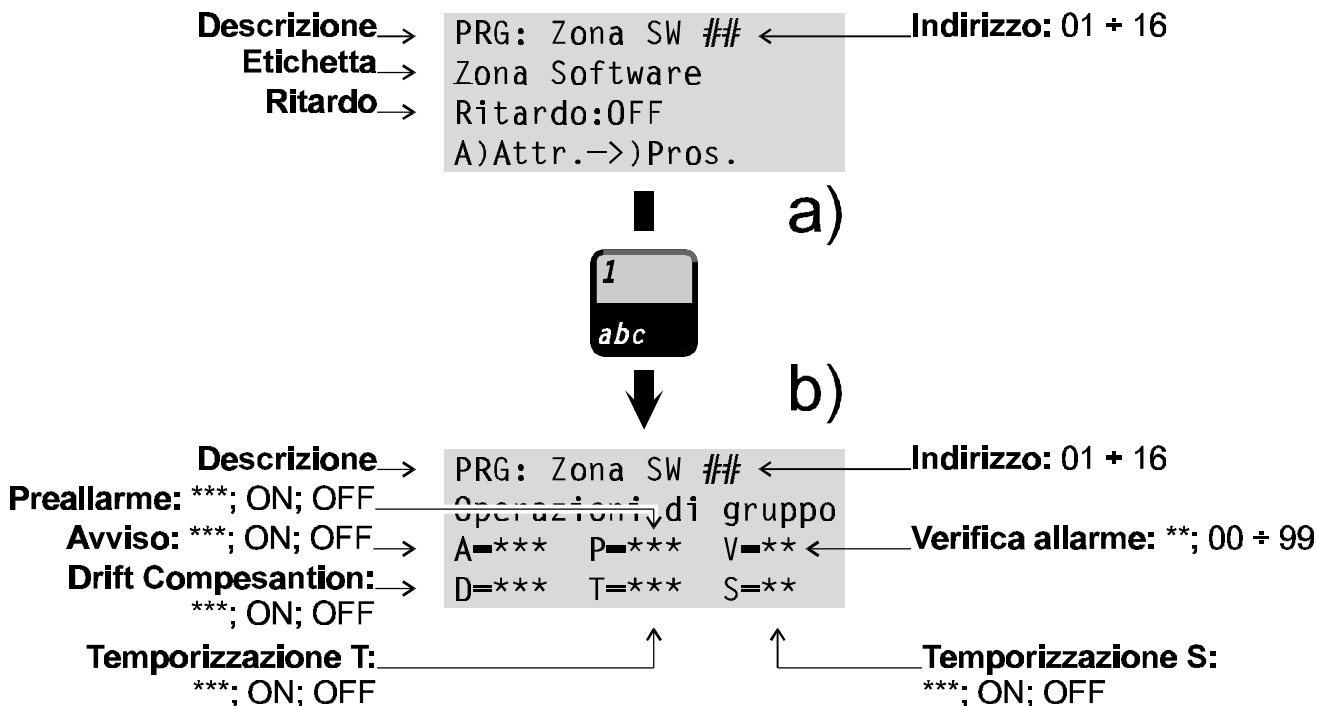 Descrizione
Etichetta
Ritardo
PRG: Zona SW ##
Zona Software
Ritardo:OFF
A)Attr.—>)Pros.
Indirizzo: 01 ÷ 16
a)
1
abc
b)
Descrizione
Preallarme: ***; ON; OFF
Avviso: ***; ON; OFF
Drift Compesantion:
***; ON; OFF
PRG: Zona SW ##
Operazioni di gruppo
A=*** P=*** V=**
D=*** T=*** S=**
Indirizzo: 01 ÷ 16
Verifica allarme: **; 00 ÷ 99
Temporizzazione T:
***; ON; OFF
Temporizzazione S:
***; ON; OFF